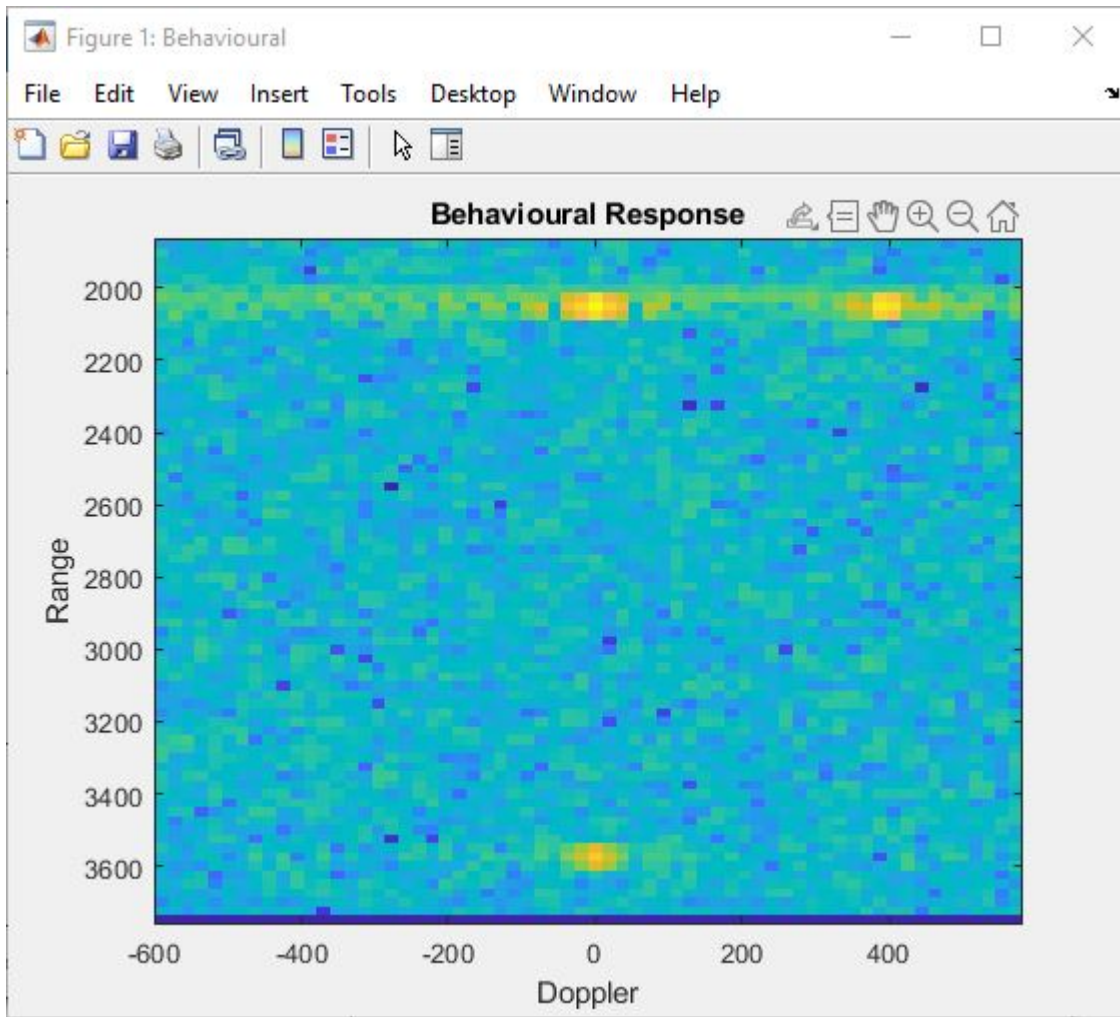 Figure 1: Behavioural
File Edit View Insert Tools Desktop Window Help
Behavioural Response
2000
2200
2400
2600
2800
3000
3200
3400
3600
Range
-600 -400 -200 0 200 400
Doppler